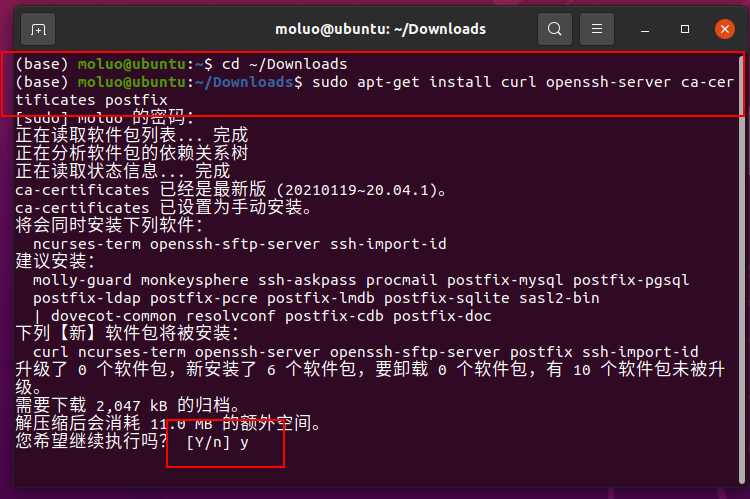 moluo@ubuntu: ~/Downloads
(base) moluo@ubuntu:~$ cd ~/Downloads
(base) moluo@ubuntu:~/Downloads$ sudo apt-get install curl openssh-server ca-cer
tificates postfix
[sudo] moluo 的密码：
正在读取软件包列表... 完成
正在分析软件包的依赖关系树
正在读取状态信息... 完成
ca-certificates 已经是最新版 (20210119~20.04.1)。
ca-certificates 已设置为手动安装。
将会同时安装下列软件：
ncurses-term openssh-sftp-server ssh-import-id
建议安装：
molly-guard monkeysphere ssh-askpass procmail postfix-mysql postfix-pgsql
postfix-ldap postfix-pcre postfix-lmdb postfix-sqlite sasl2-bin
| dovecot-common resolvconf postfix-cdb postfix-doc
下列【新】软件包将被安装：
curl ncurses-term openssh-server openssh-sftp-server postfix ssh-import-id
升级了 0 个软件包，新安装了 6 个软件包，要卸载 0 个软件包，有 10 个软件包未被升
级。
需要下载 2,047 kB 的归档。
解压缩后会消耗 11.0 MB 的额外空间。
您希望继续执行吗？ [Y/n] y